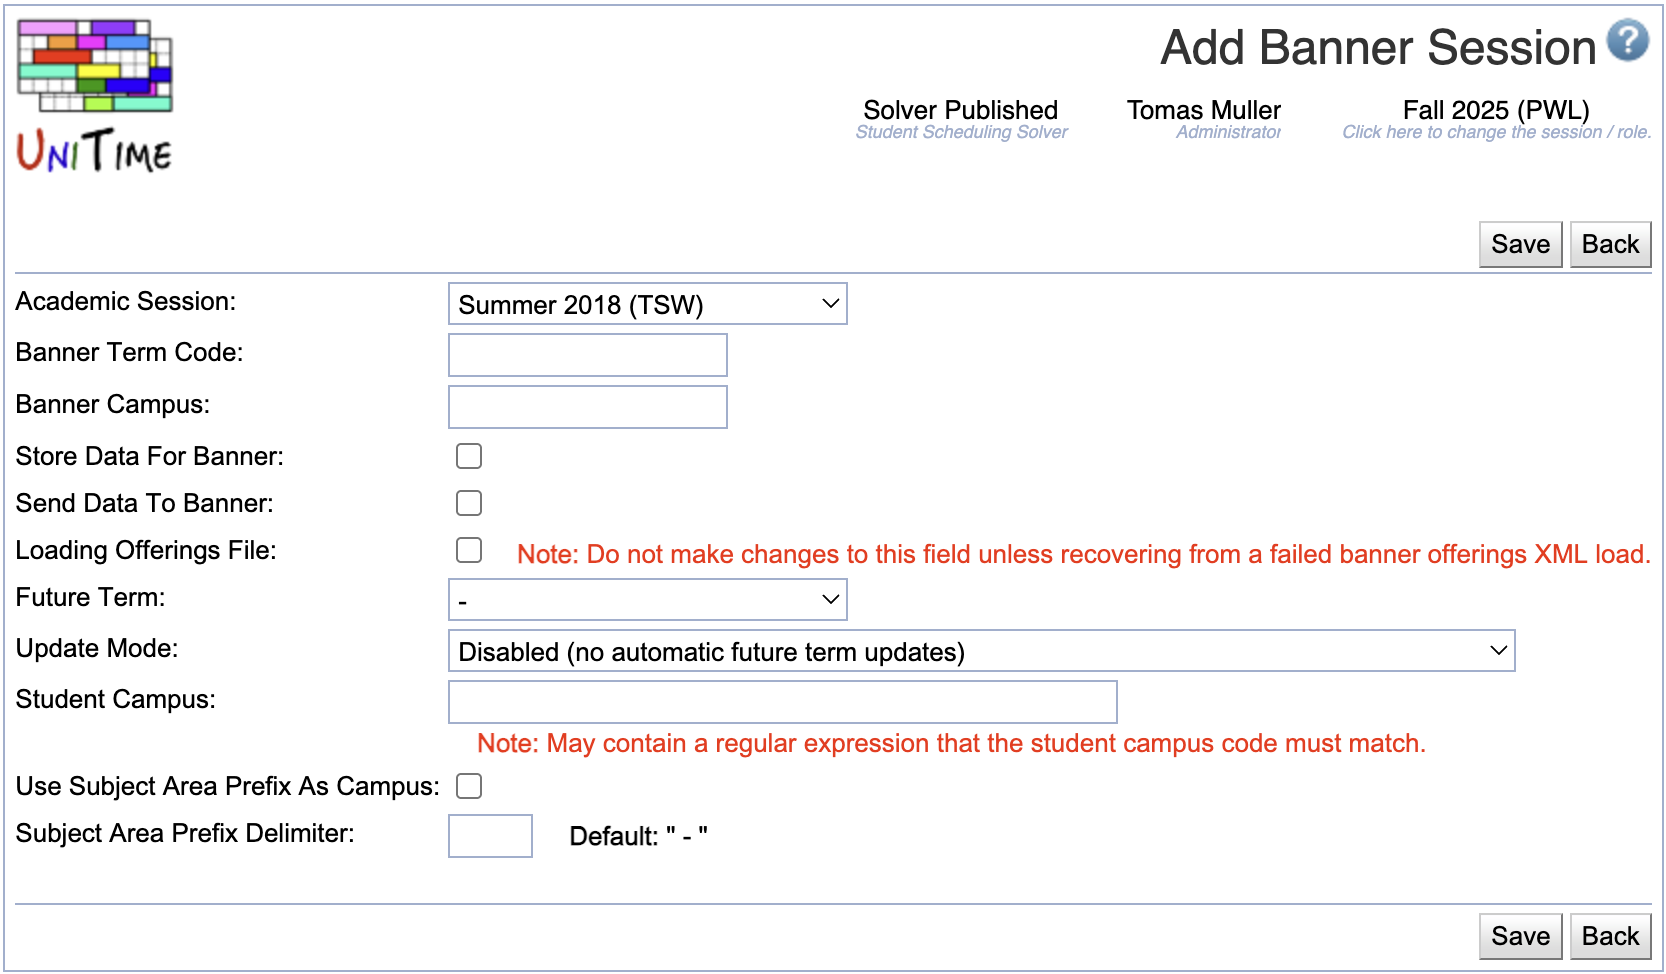 UniTime
Add Banner Session
?
Solver Published
Student Scheduling Solver
Tomas Muller
Administrator
Fall 2025 (PWL)
Click here to change the session / role.
Save Back
Academic Session: Summer 2018 (TSW)
Banner Term Code:
Banner Campus:
Store Data For Banner:
Send Data To Banner:
Loading Offerings File: Note: Do not make changes to this field unless recovering from a failed banner offerings XML load.
Future Term: -
Update Mode: Disabled (no automatic future term updates)
Student Campus:
Note: May contain a regular expression that the student campus code must match.
Use Subject Area Prefix As Campus:
Subject Area Prefix Delimiter: Default: " - "
Save Back